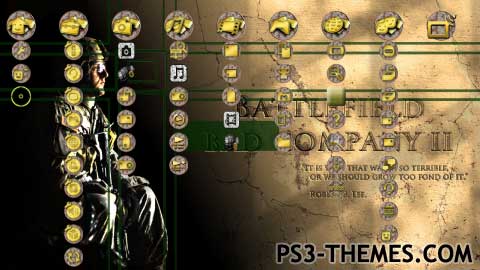 BATTLEFIELD
BAD COMPANY II
"IT IS WELL THAT WAR IS SO TERRIBLE,
OR WE SHOULD GROW TOO FOND OF IT."
ROBERT E. LEE.
PS3-THEMES.COM